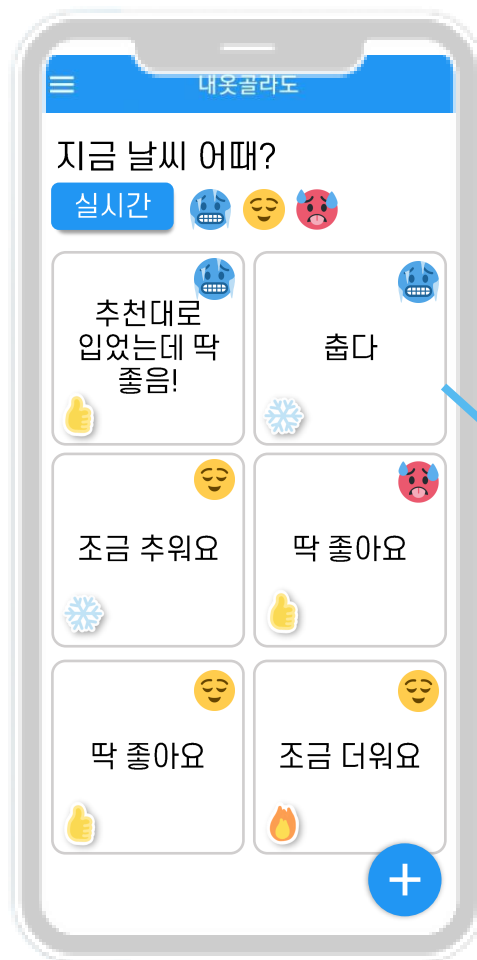 내옷골라도
지금 날씨 어때?
실시간
추천대로
입었는데 딱
좋음!
춥다
조금 추워요
딱 좋아요
딱 좋아요
조금 더워요